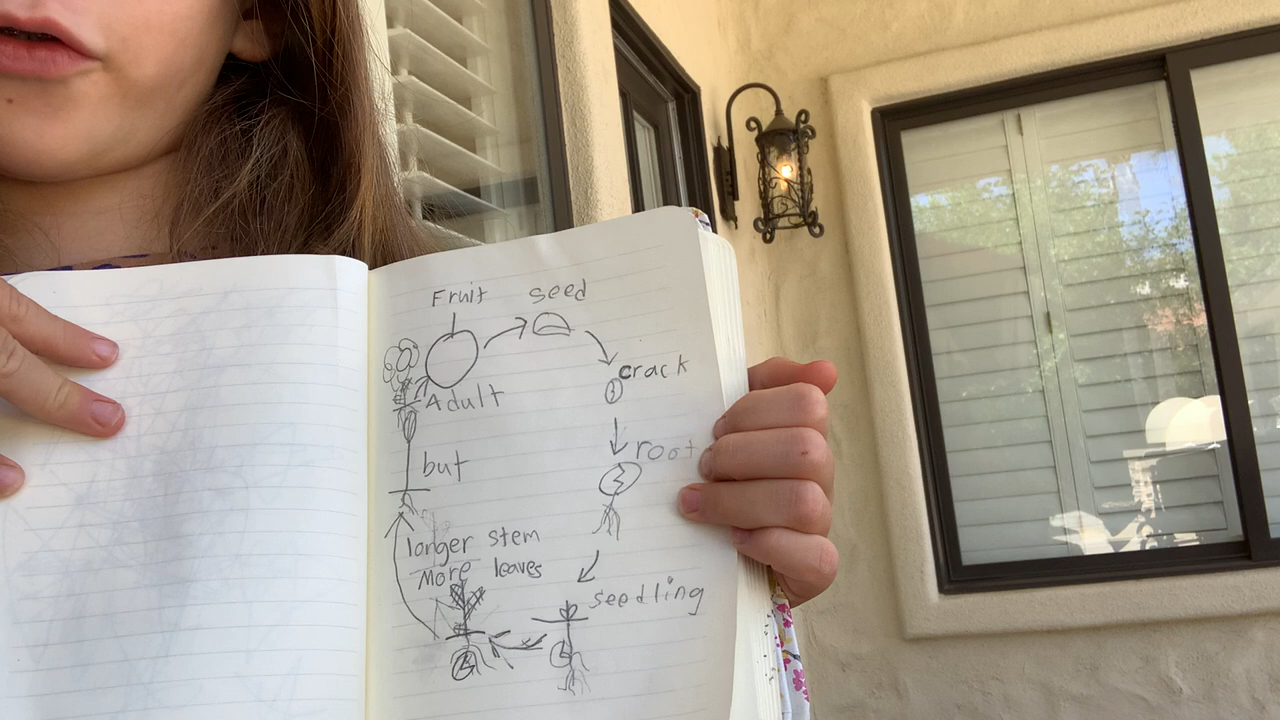 Fruit seed
crack
Adult
root
but
longer stem
More leaves
seedling